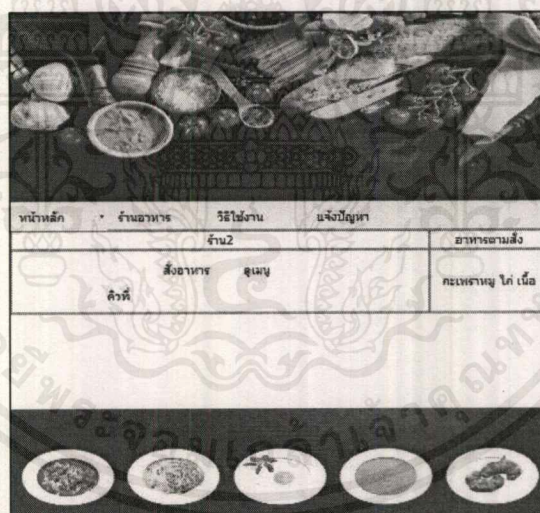 หน้าหลัก ร้านอาหาร วิธีใช้งาน แจ้งปัญหา
ร้าน2 อาหารตามสั่ง
สั่งอาหาร ดูเมนู
คิวที่
กะเพราหมู ไก่ เนื้อ